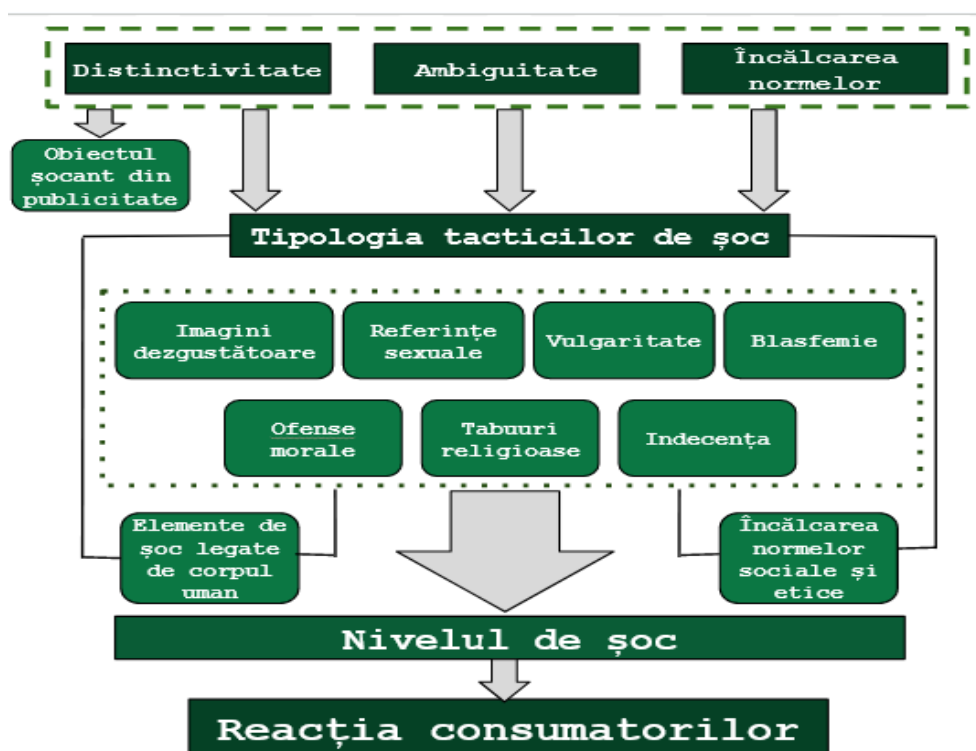 Distinctivitate
Ambiguitate
Încălcarea
normelor
Obiectul
șocant din
publicitate
Tipologia tacticilor de șoc
Imagini
dezgustătoare
Referințe
sexuale
Vulgaritate
Blasfemie
Ofense
morale
Tabuuri
religioase
Indecența
Elemente de
șoc legate
de corpul
uman
Încălcarea
normelor
sociale și
etice
Nivelul de șoc
Reacția consumatorilor